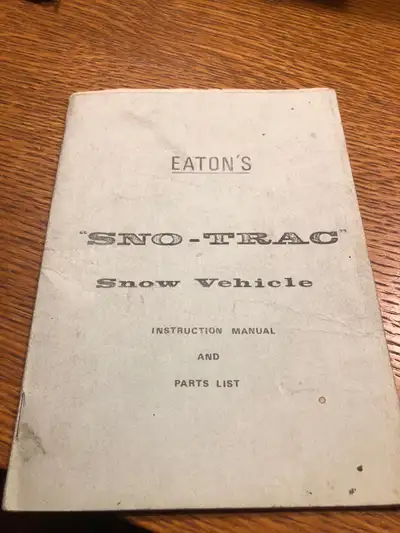 EATON'S
"SNO-TRAC"
Snow Vehicle
INSTRUCTION MANUAL
AND
PARTS LIST